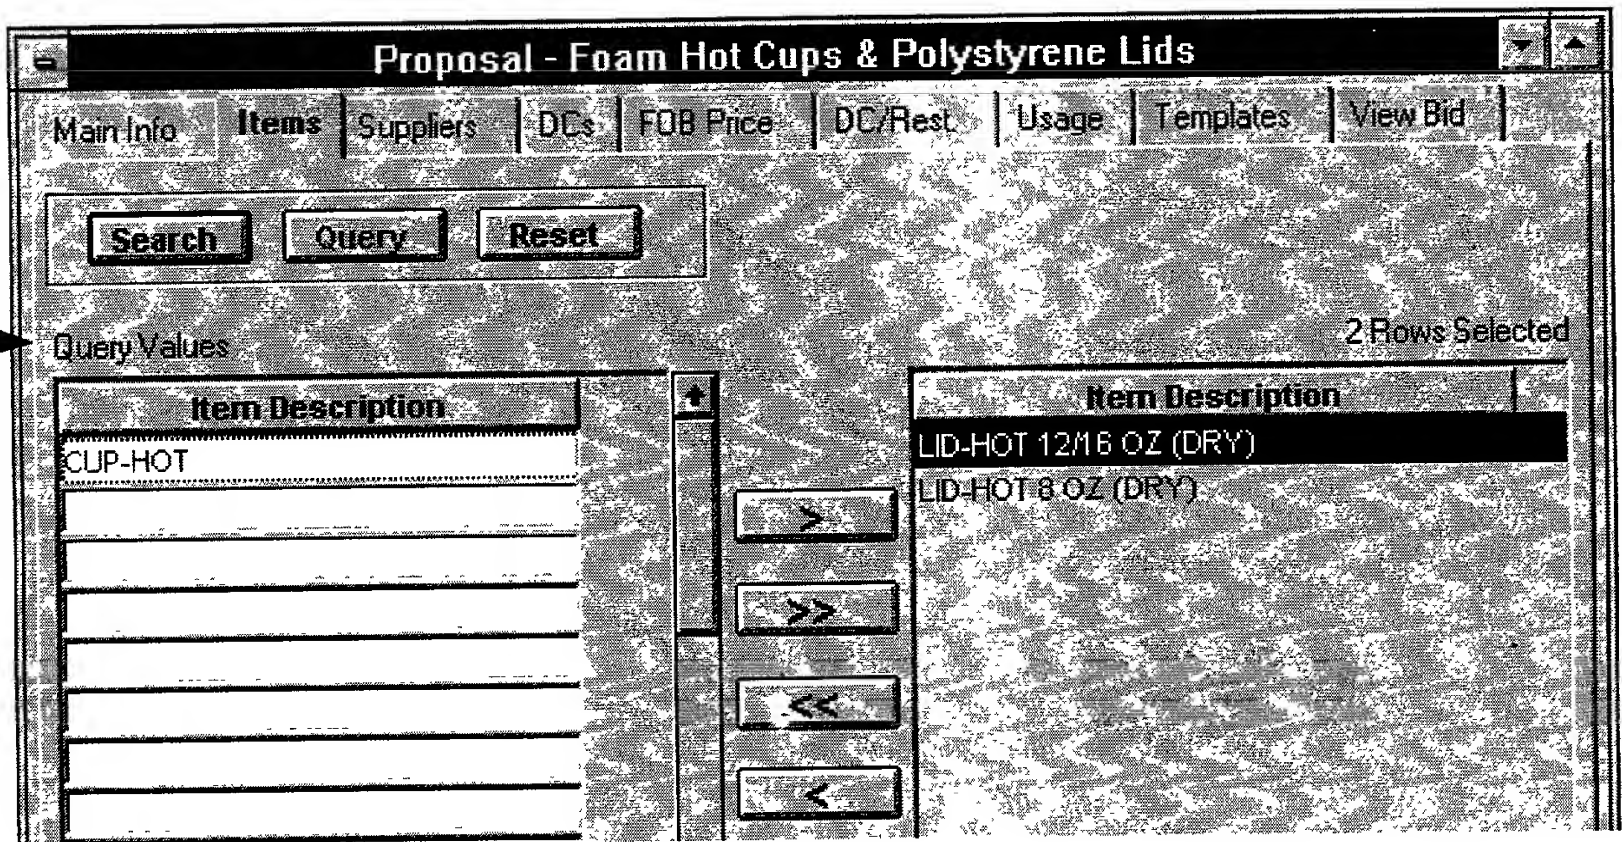 Proposal - Foam Hot Cups & Polystyrene Lids
Main Info Items Suppliers DCs FOB Price DC/Rest. Usage Templates View Bid
Search Query Reset
Query Values 2 Rows Selected
Item Description Item Description
CUP-HOT LID-HOT 12/16 OZ (DRY)
LID-HOT 8 OZ (DRY)
>
>>
<<
<